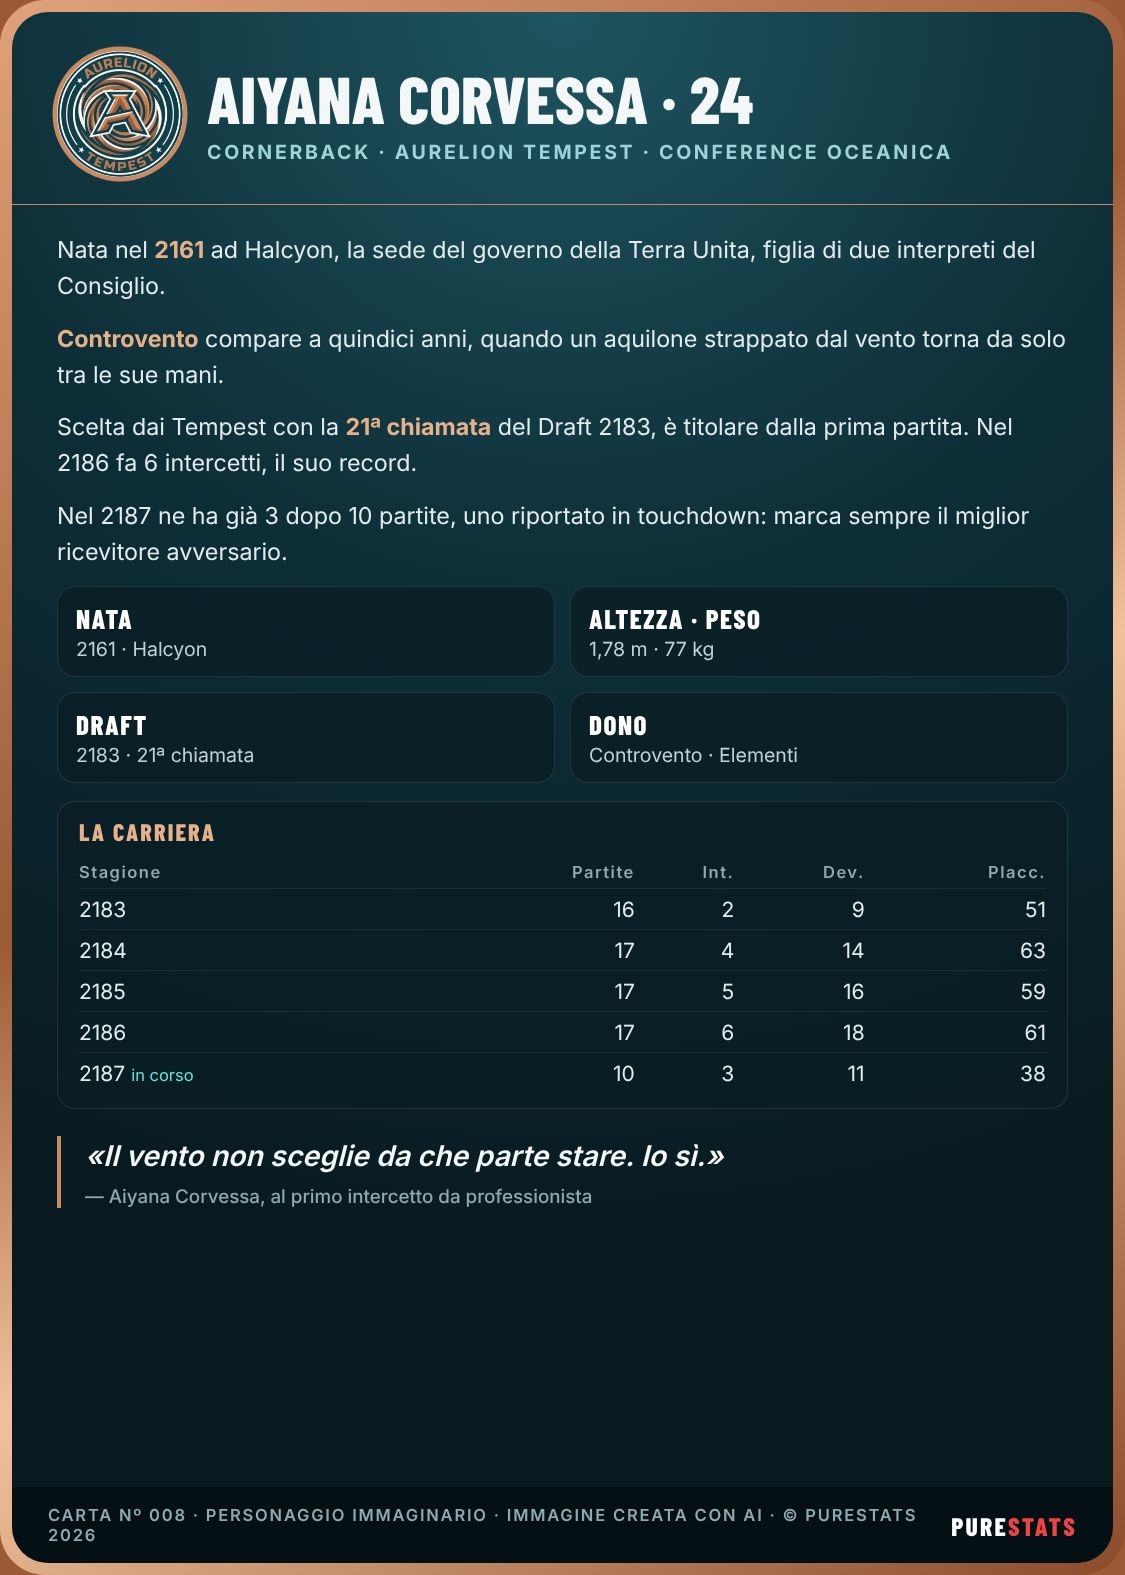 AURELION
A
TEMPEST
AIYANA CORVESSA · 24
CORNERBACK · AURELION TEMPEST · CONFERENCE OCEANICA
Nata nel 2161 ad Halcyon, la sede del governo della Terra Unita, figlia di due interpreti del
Consiglio.
Controvento compare a quindici anni, quando un aquilone strappato dal vento torna da solo
tra le sue mani.
Scelta dai Tempest con la 21ª chiamata del Draft 2183, è titolare dalla prima partita. Nel
2186 fa 6 intercetti, il suo record.
Nel 2187 ne ha già 3 dopo 10 partite, uno riportato in touchdown: marca sempre il miglior
ricevitore avversario.
NATA
2161 · Halcyon
ALTEZZA · PESO
1,78 m · 77 kg
DRAFT
2183 · 21ª chiamata
DONO
Controvento · Elementi
LA CARRIERA
Stagione Partite Int. Dev. Placc.
2183 16 2 9 51
2184 17 4 14 63
2185 17 5 16 59
2186 17 6 18 61
2187 in corso 10 3 11 38
«Il vento non sceglie da che parte stare. Io sì.»
— Aiyana Corvessa, al primo intercetto da professionista
CARTA Nº 008 · PERSONAGGIO IMMAGINARIO · IMMAGINE CREATA CON AI · © PURESTATS
2026
PURESTATS